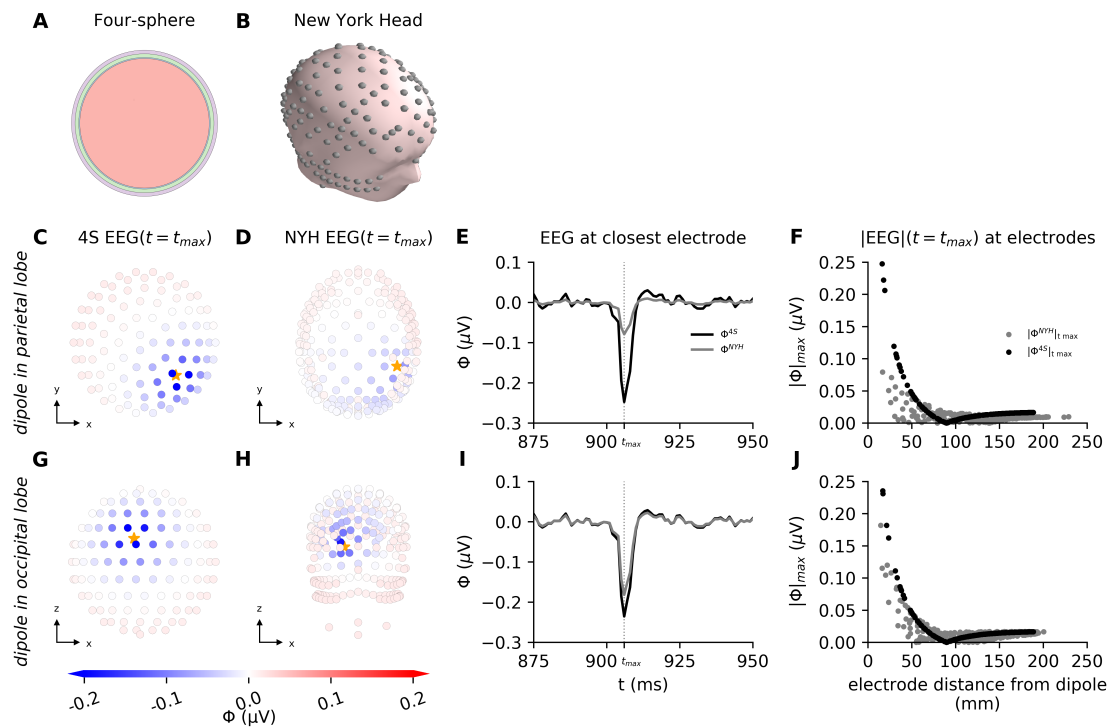 A Four-sphere B New York Head
C 4S EEG(t = t_max) D NYH EEG(t = t_max) E EEG at closest electrode F |EEG|(t = t_max) at electrodes
dipole in parietal lobe
y
x
y
x
0.1
0.0
−0.1
−0.2
−0.3
Φ (μV)
Φ^4S
Φ^NYH
875 900 t_max 925 950
0.25
0.20
0.15
0.10
0.05
0.00
|Φ|_max (μV)
|Φ^NYH|_t max
|Φ^4S|_t max
0 50 100 150 200 250
G H I J
dipole in occipital lobe
z
x
z
x
0.1
0.0
−0.1
−0.2
−0.3
Φ (μV)
875 900 t_max 925 950
t (ms)
0.25
0.20
0.15
0.10
0.05
0.00
|Φ|_max (μV)
0 50 100 150 200 250
electrode distance from dipole
(mm)
-0.2 -0.1 0.0 0.1 0.2
Φ (μV)